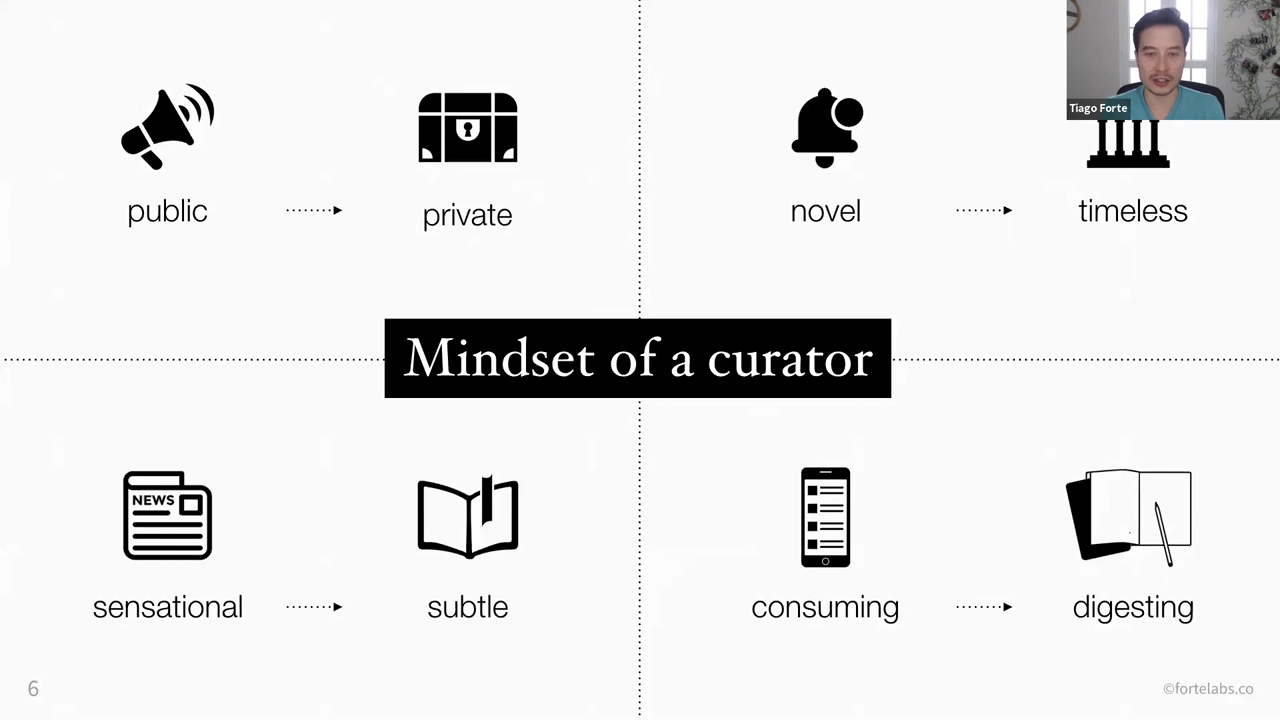 Tiago Forte
public
private
novel
timeless
Mindset of a curator
NEWS
sensational
subtle
consuming
digesting
6
©fortelabs.co